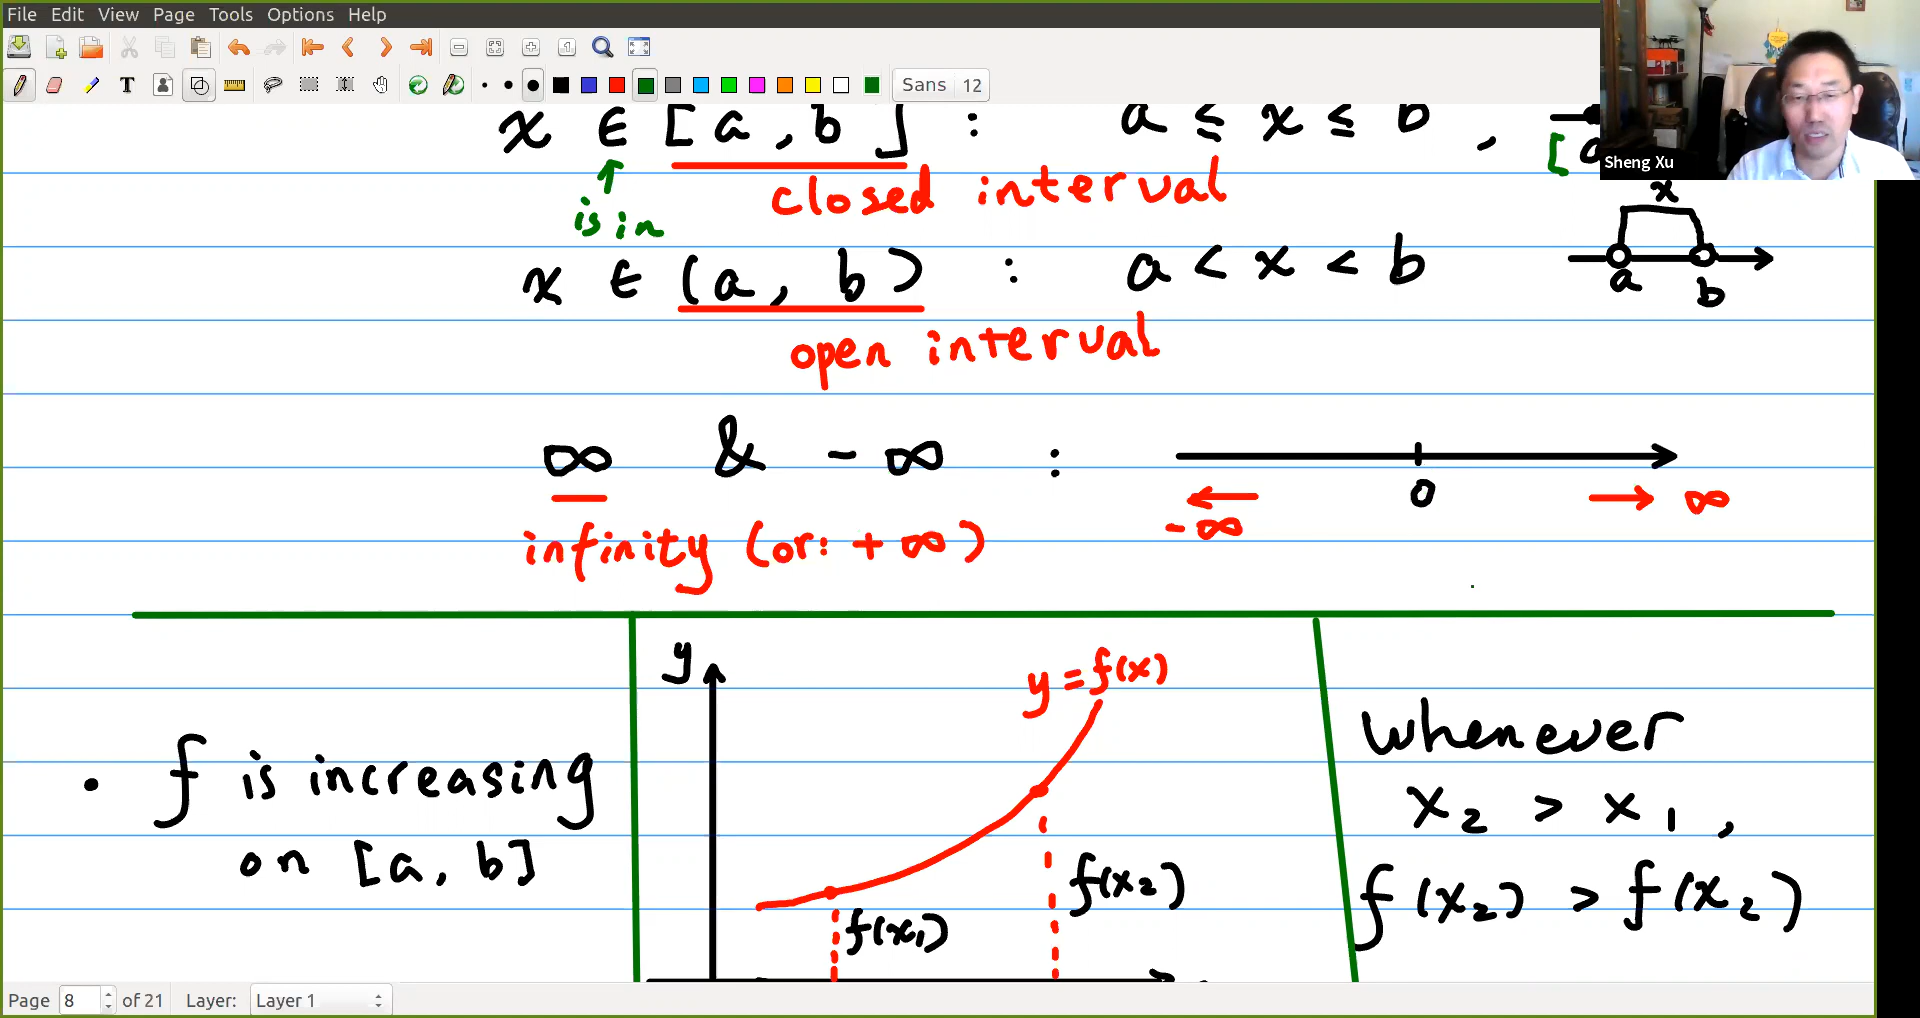 File Edit View Page Tools Options Help
Sans 12
Sheng Xu
x ∈ [a, b] : a ≤ x ≤ b ,
[a
is in
closed interval
x
x ∈ (a, b) : a < x < b
a b
open interval
∞ & -∞ :
0
-∞ ∞
infinity (or: +∞)
y
y = f(x)
• f is increasing
on [a, b]
f(x₁)
f(x₂)
Whenever
x₂ > x₁ ,
f(x₂) > f(x₂)
Page 8 of 21 Layer: Layer 1